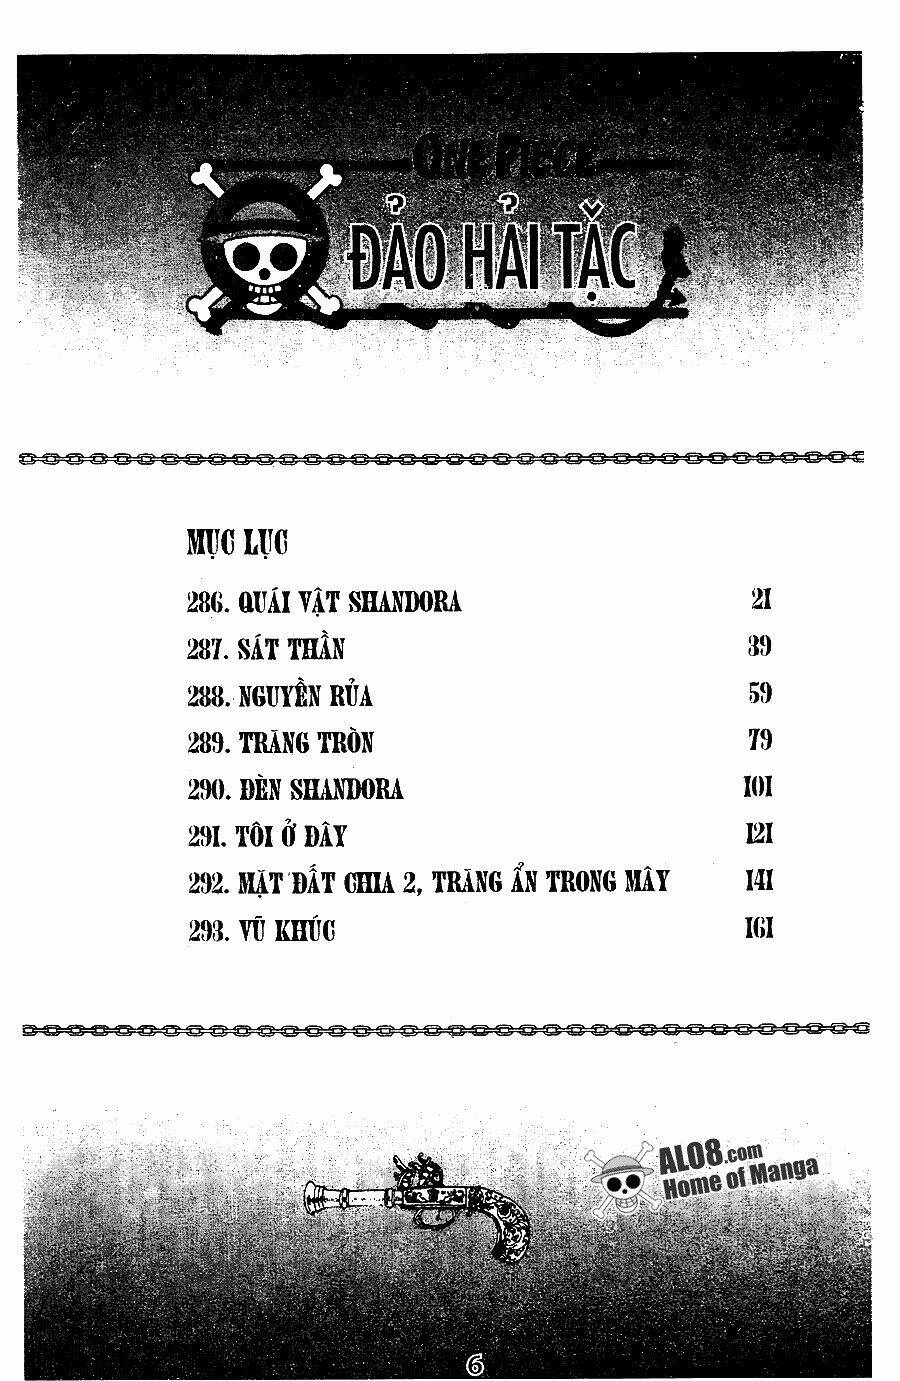 ONE PIECE
ĐẢO HẢI TẶC
MỤC LỤC
286. QUÁI VẬT SHANDORA 21
287. SÁT THẦN 39
288. NGUYỀN RỦA 59
289. TRĂNG TRÒN 79
290. ĐÈN SHANDORA 101
291. TÔI Ở ĐÂY 121
292. MẶT ĐẤT CHIA 2, TRĂNG ẨN TRONG MÂY 141
293. VŨ KHÚC 161
ALO8.com
Home of Manga
6